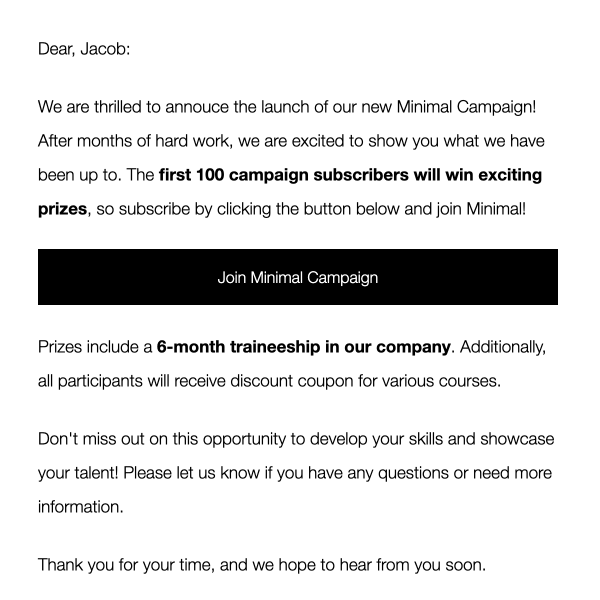 Dear, Jacob:
We are thrilled to annouce the launch of our new Minimal Campaign!
After months of hard work, we are excited to show you what we have
been up to. The first 100 campaign subscribers will win exciting
prizes, so subscribe by clicking the button below and join Minimal!
Join Minimal Campaign
Prizes include a 6-month traineeship in our company. Additionally,
all participants will receive discount coupon for various courses.
Don't miss out on this opportunity to develop your skills and showcase
your talent! Please let us know if you have any questions or need more
information.
Thank you for your time, and we hope to hear from you soon.